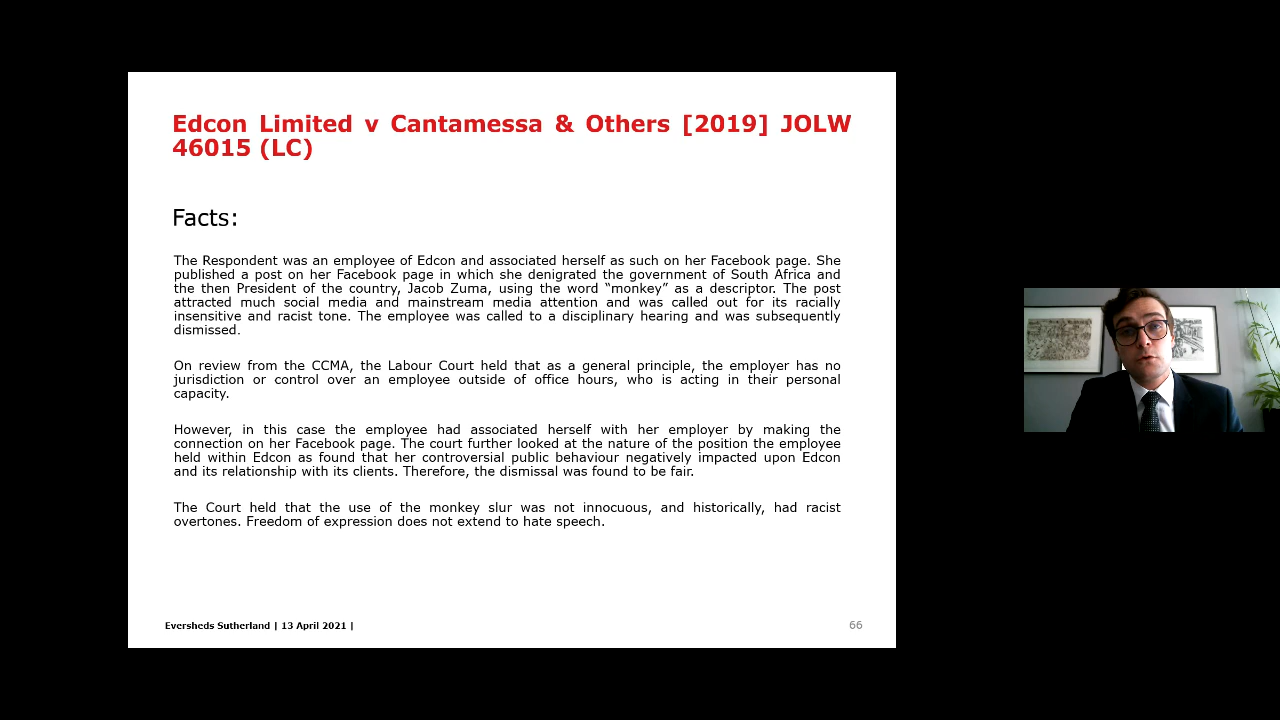 Edcon Limited v Cantamessa & Others [2019] JOLW
46015 (LC)
Facts:
The Respondent was an employee of Edcon and associated herself as such on her Facebook page. She
published a post on her Facebook page in which she denigrated the government of South Africa and
the then President of the country, Jacob Zuma, using the word “monkey” as a descriptor. The post
attracted much social media and mainstream media attention and was called out for its racially
insensitive and racist tone. The employee was called to a disciplinary hearing and was subsequently
dismissed.
On review from the CCMA, the Labour Court held that as a general principle, the employer has no
jurisdiction or control over an employee outside of office hours, who is acting in their personal
capacity.
However, in this case the employee had associated herself with her employer by making the
connection on her Facebook page. The court further looked at the nature of the position the employee
held within Edcon as found that her controversial public behaviour negatively impacted upon Edcon
and its relationship with its clients. Therefore, the dismissal was found to be fair.
The Court held that the use of the monkey slur was not innocuous, and historically, had racist
overtones. Freedom of expression does not extend to hate speech.
Eversheds Sutherland | 13 April 2021 |
66